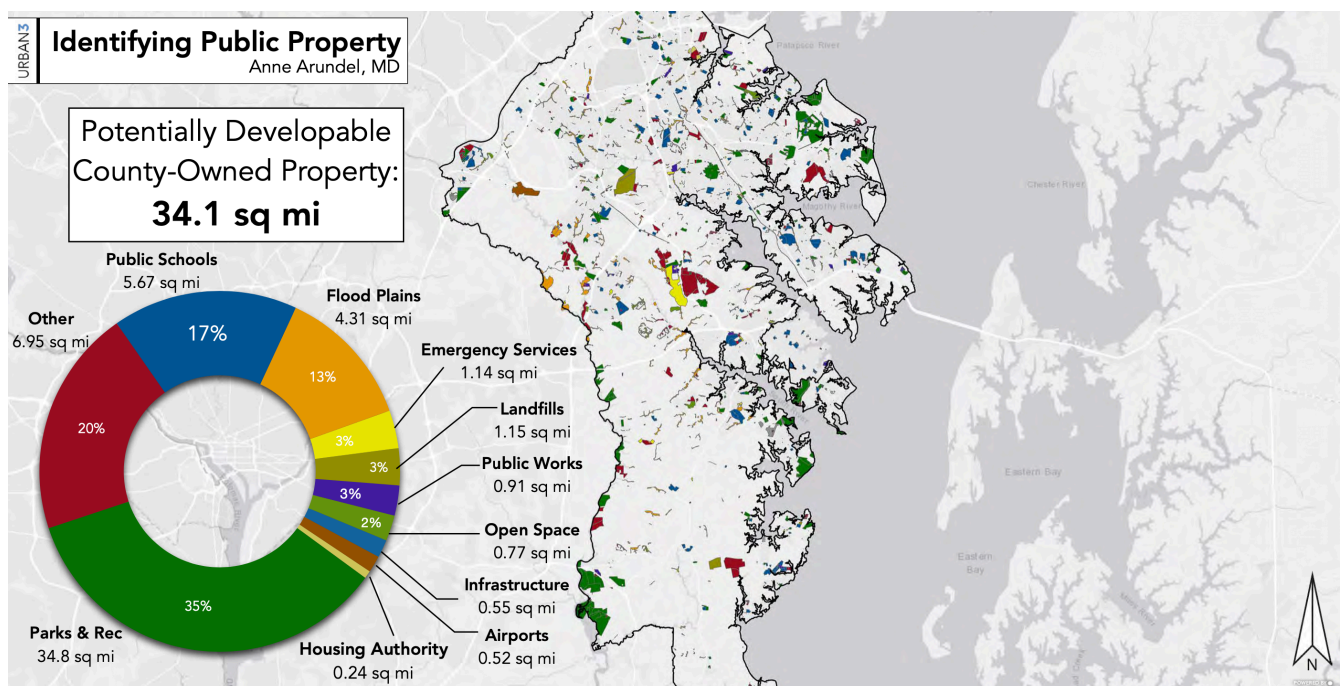 URBAN3
Identifying Public Property
Anne Arundel, MD
Potentially Developable
County-Owned Property:
34.1 sq mi
Public Schools
5.67 sq mi
Other
6.95 sq mi
Flood Plains
4.31 sq mi
Emergency Services
1.14 sq mi
Landfills
1.15 sq mi
Public Works
0.91 sq mi
Open Space
0.77 sq mi
Infrastructure
0.55 sq mi
Airports
0.52 sq mi
Housing Authority
0.24 sq mi
Parks & Rec
34.8 sq mi
17%
13%
3%
3%
3%
2%
35%
20%
Patapsco River
Chester River
Magothy River
Eastern Bay
Eastern
Bay
N